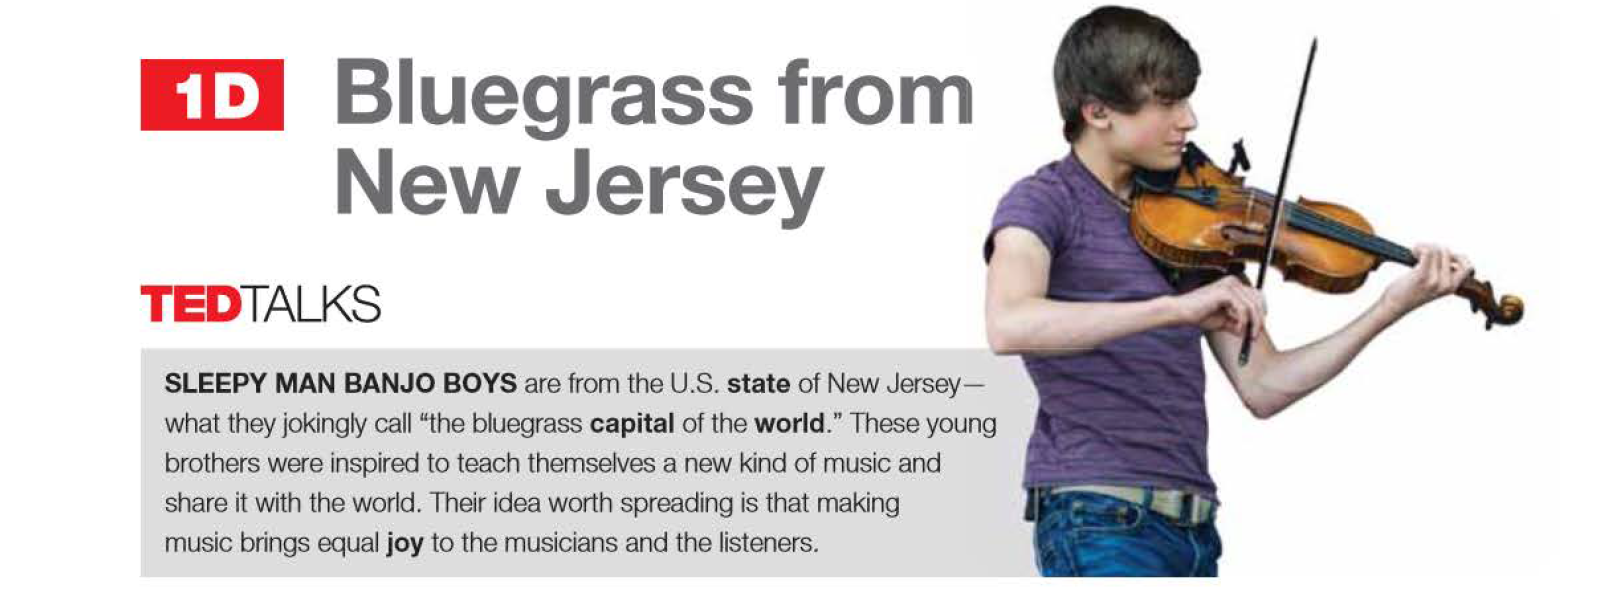 1D Bluegrass from
New Jersey
TEDTALKS
SLEEPY MAN BANJO BOYS are from the U.S. state of New Jersey—
what they jokingly call “the bluegrass capital of the world.” These young
brothers were inspired to teach themselves a new kind of music and
share it with the world. Their idea worth spreading is that making
music brings equal joy to the musicians and the listeners.